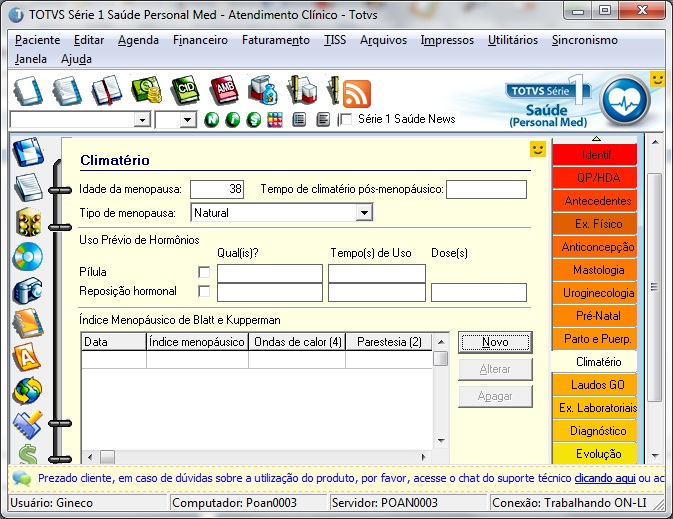 TOTVS Série 1 Saúde Personal Med - Atendimento Clínico - Totvs
Paciente Editar Agenda Financeiro Faturamento TISS Arquivos Impressos Utilitários Sincronismo
Janela Ajuda
CID
AMB
TOTVS Série 1
Saúde
(Personal Med)
N I S
Série 1 Saúde News
Climatério
Idade da menopausa: 38 Tempo de climatério pós-menopáusico:
Tipo de menopausa: Natural
Uso Prévio de Hormônios
Qual(is)? Tempo(s) de Uso Dose(s)
Pílula
Reposição hormonal
Índice Menopáusico de Blatt e Kupperman
Data Índice menopáusico Ondas de calor (4) Parestesia (2)
Novo
Alterar
Apagar
Identif.
QP/HDA
Antecedentes
Ex. Físico
Anticoncepção
Mastologia
Uroginecologia
Pré-Natal
Parto e Puerp.
Climatério
Laudos GO
Ex. Laboratoriais
Diagnóstico
Evolução
Prezado cliente, em caso de dúvidas sobre a utilização do produto, por favor, acesse o chat do suporte técnico clicando aqui ou ac
Usuário: Gineco Computador: Poan0003 Servidor: POAN0003 Conexão: Trabalhando ON-LI